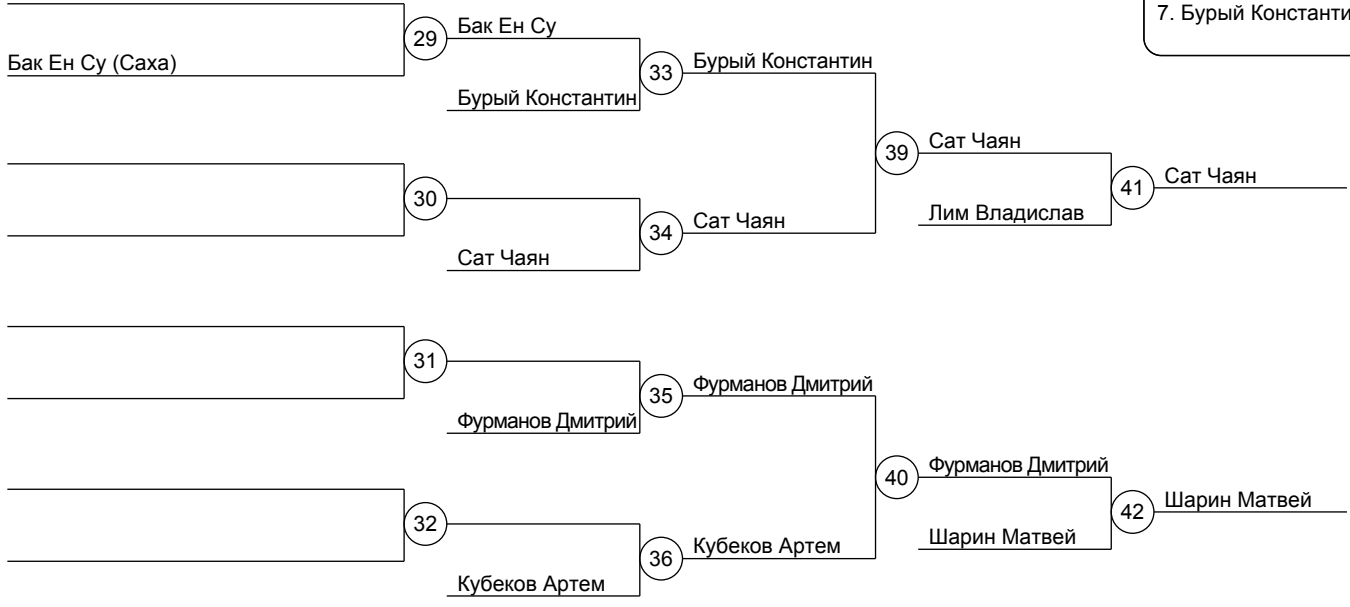 7. Бурый Константи
29
Бак Ен Су
Бак Ен Су (Саха)
33
Бурый Константин
Бурый Константин
39
Сат Чаян
41
Сат Чаян
30
Лим Владислав
34
Сат Чаян
Сат Чаян
31
35
Фурманов Дмитрий
Фурманов Дмитрий
40
Фурманов Дмитрий
42
Шарин Матвей
32
Шарин Матвей
36
Кубеков Артем
Кубеков Артем